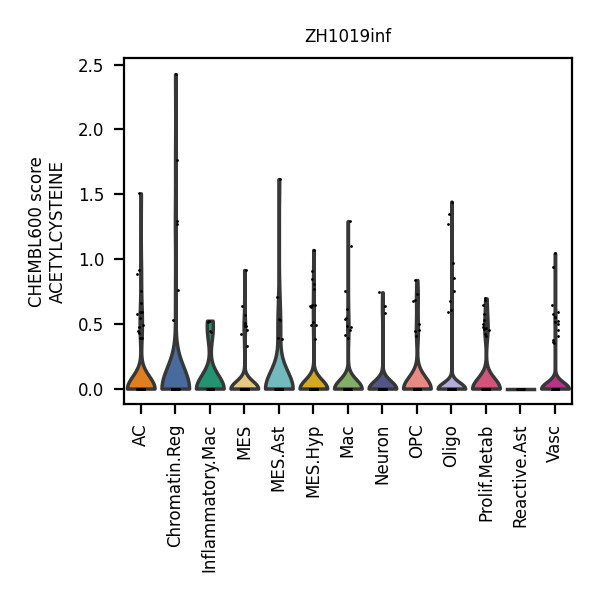 ZH1019inf
CHEMBL600 score
ACETYLCYSTEINE
2.5
2.0
1.5
1.0
0.5
0.0
AC
Chromatin.Reg
Inflammatory.Mac
MES
MES.Ast
MES.Hyp
Mac
Neuron
OPC
Oligo
Prolif.Metab
Reactive.Ast
Vasc